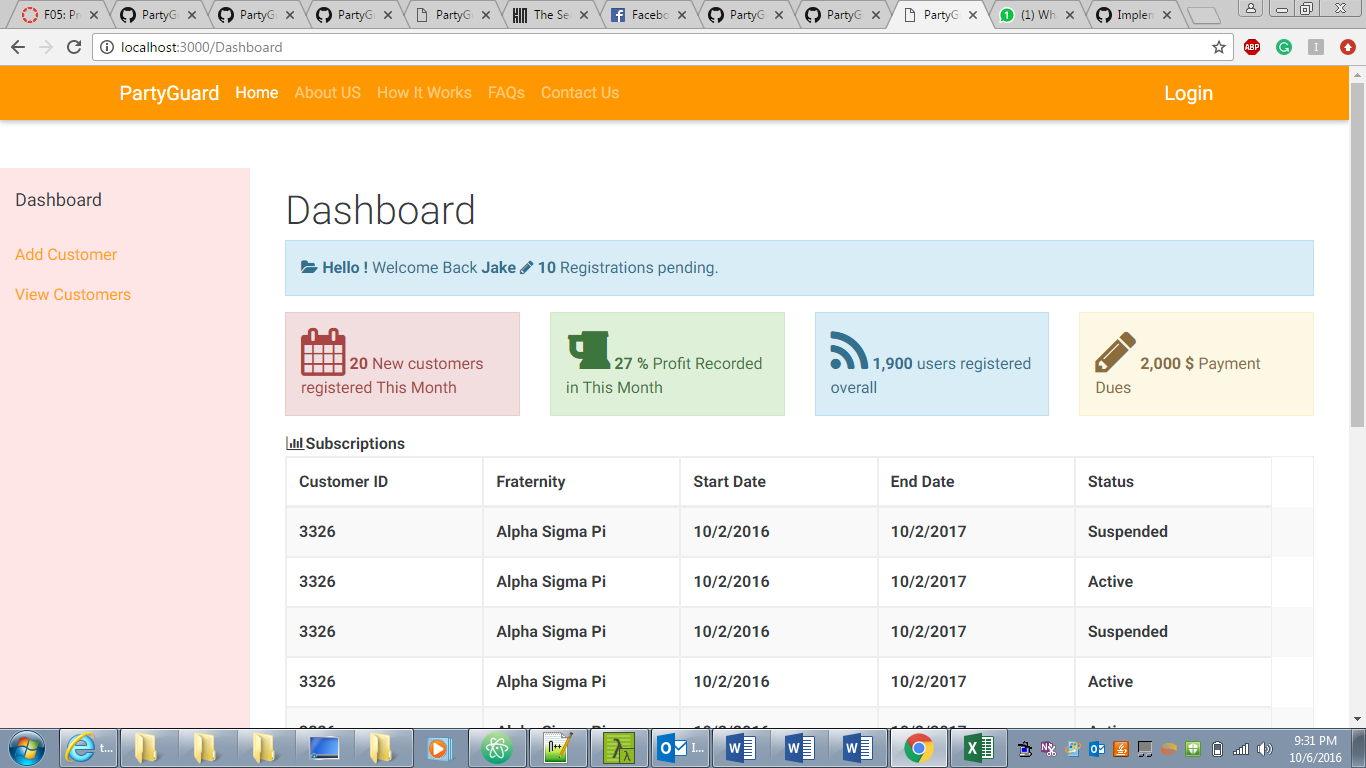 F05: Pr
PartyG
PartyG
PartyG
PartyG
The Se
Facebo
PartyG
PartyG
PartyG
(1) Wh
Implem
localhost:3000/Dashboard
ABP
PartyGuard Home About US How It Works FAQs Contact Us Login
Dashboard
Add Customer
View Customers
Dashboard
Hello ! Welcome Back Jake 10 Registrations pending.
20 New customers
registered This Month
27 % Profit Recorded
in This Month
1,900 users registered
overall
2,000 $ Payment
Dues
Subscriptions
Customer ID Fraternity Start Date End Date Status
3326 Alpha Sigma Pi 10/2/2016 10/2/2017 Suspended
3326 Alpha Sigma Pi 10/2/2016 10/2/2017 Active
3326 Alpha Sigma Pi 10/2/2016 10/2/2017 Suspended
3326 Alpha Sigma Pi 10/2/2016 10/2/2017 Active
t...
I...
9:31 PM
10/6/2016